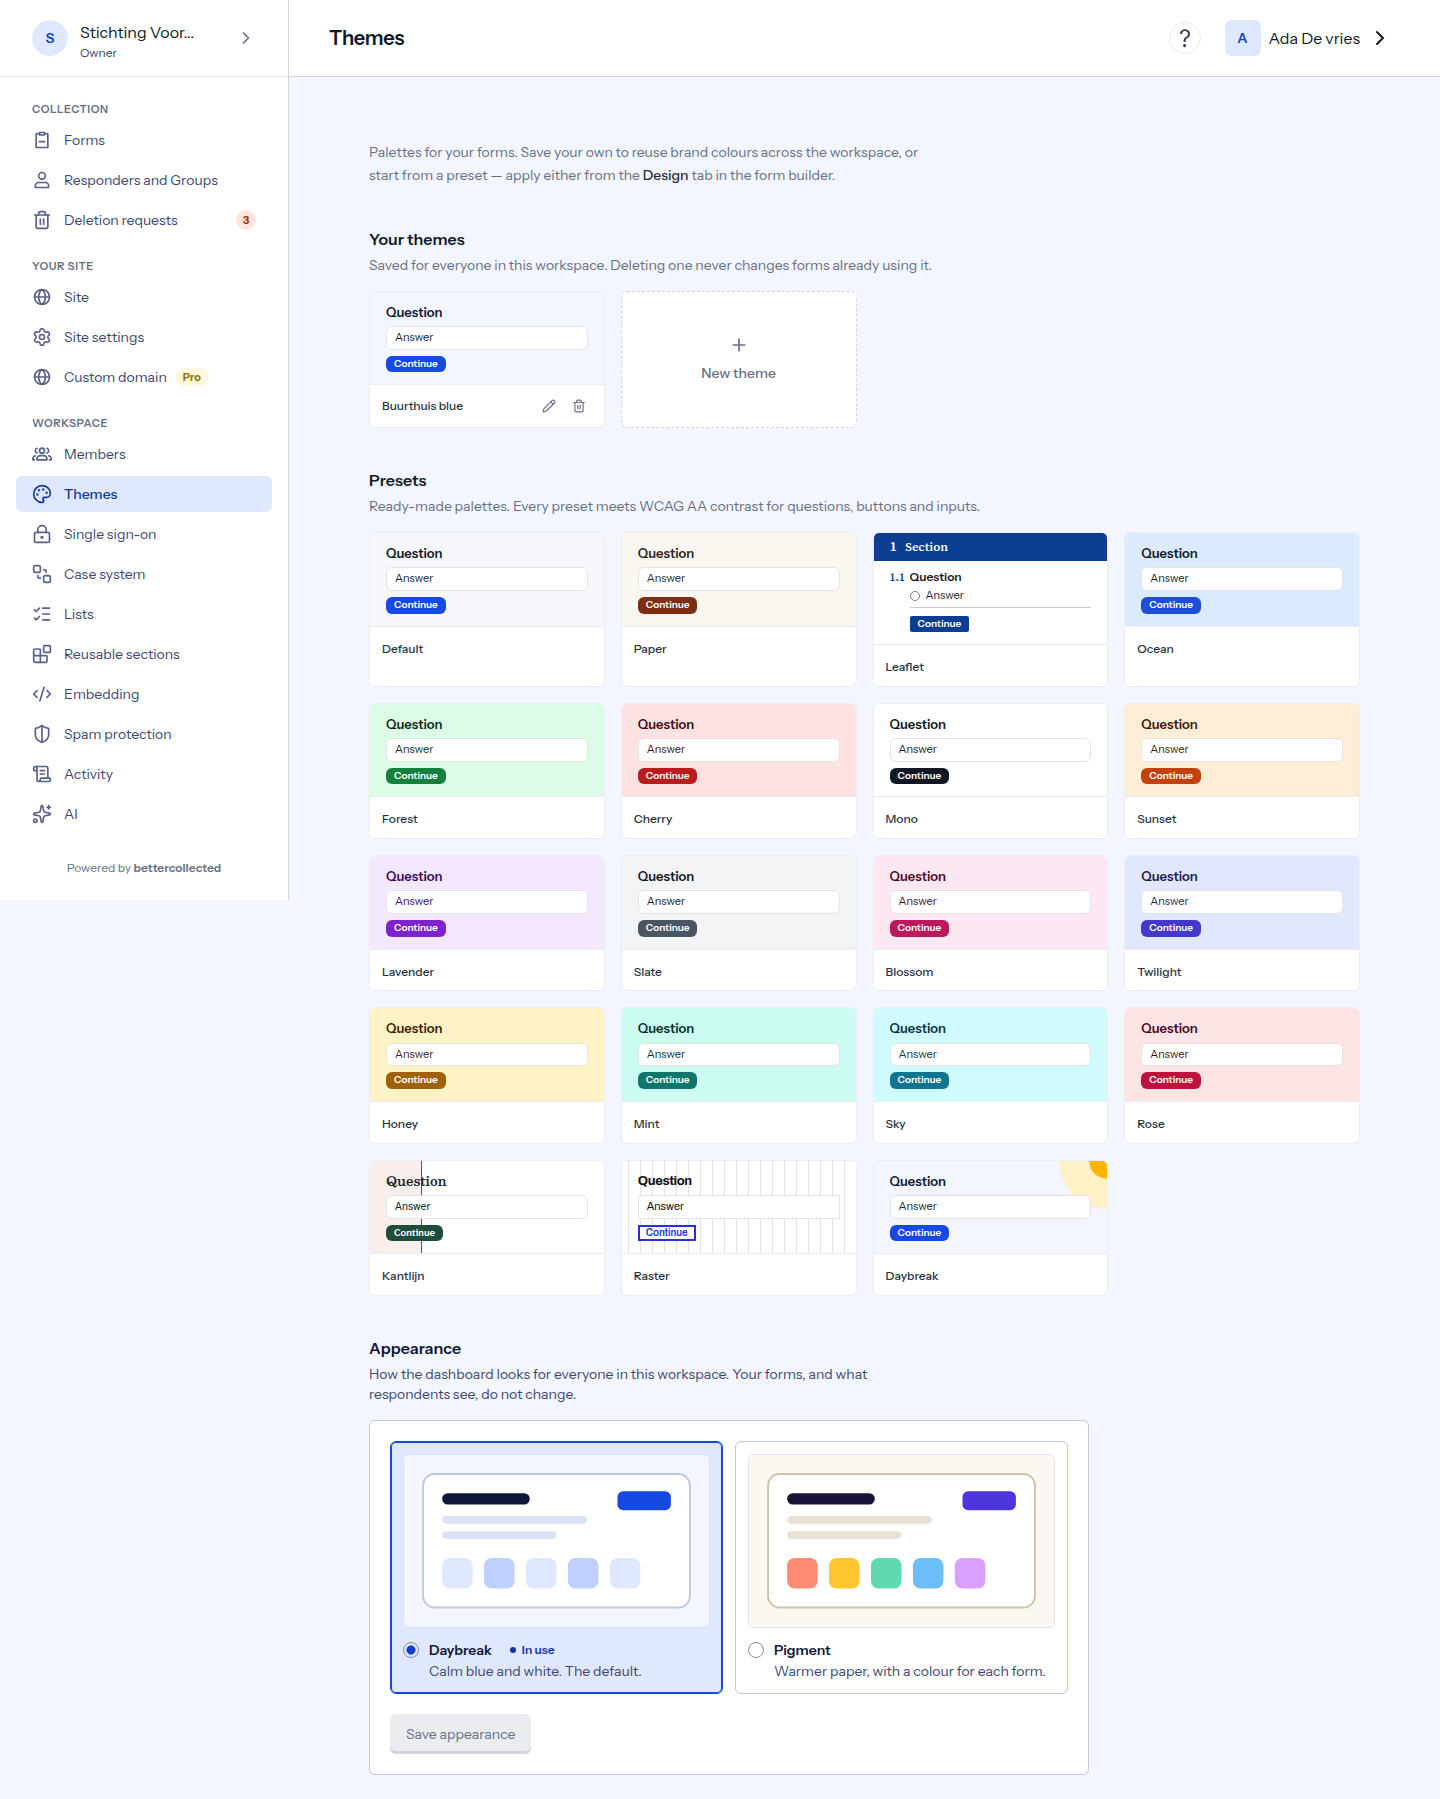 S
Stichting Voor...
Owner
COLLECTION
Forms
Responders and Groups
Deletion requests 3
YOUR SITE
Site
Site settings
Custom domain Pro
WORKSPACE
Members
Themes
Single sign-on
Case system
Lists
Reusable sections
Embedding
Spam protection
Activity
AI
Powered by bettercollected
Themes
?
A Ada De vries
Palettes for your forms. Save your own to reuse brand colours across the workspace, or
start from a preset — apply either from the Design tab in the form builder.
Your themes
Saved for everyone in this workspace. Deleting one never changes forms already using it.
Question
Answer
Continue
Buurthuis blue
New theme
Presets
Ready-made palettes. Every preset meets WCAG AA contrast for questions, buttons and inputs.
Question
Answer
Continue
Default
Question
Answer
Continue
Paper
1 Section
1.1 Question
Answer
Continue
Leaflet
Question
Answer
Continue
Ocean
Question
Answer
Continue
Forest
Question
Answer
Continue
Cherry
Question
Answer
Continue
Mono
Question
Answer
Continue
Sunset
Question
Answer
Continue
Lavender
Question
Answer
Continue
Slate
Question
Answer
Continue
Blossom
Question
Answer
Continue
Twilight
Question
Answer
Continue
Honey
Question
Answer
Continue
Mint
Question
Answer
Continue
Sky
Question
Answer
Continue
Rose
Question
Answer
Continue
Kantlijn
Question
Answer
Continue
Raster
Question
Answer
Continue
Daybreak
Appearance
How the dashboard looks for everyone in this workspace. Your forms, and what
respondents see, do not change.
Daybreak In use
Calm blue and white. The default.
Pigment
Warmer paper, with a colour for each form.
Save appearance